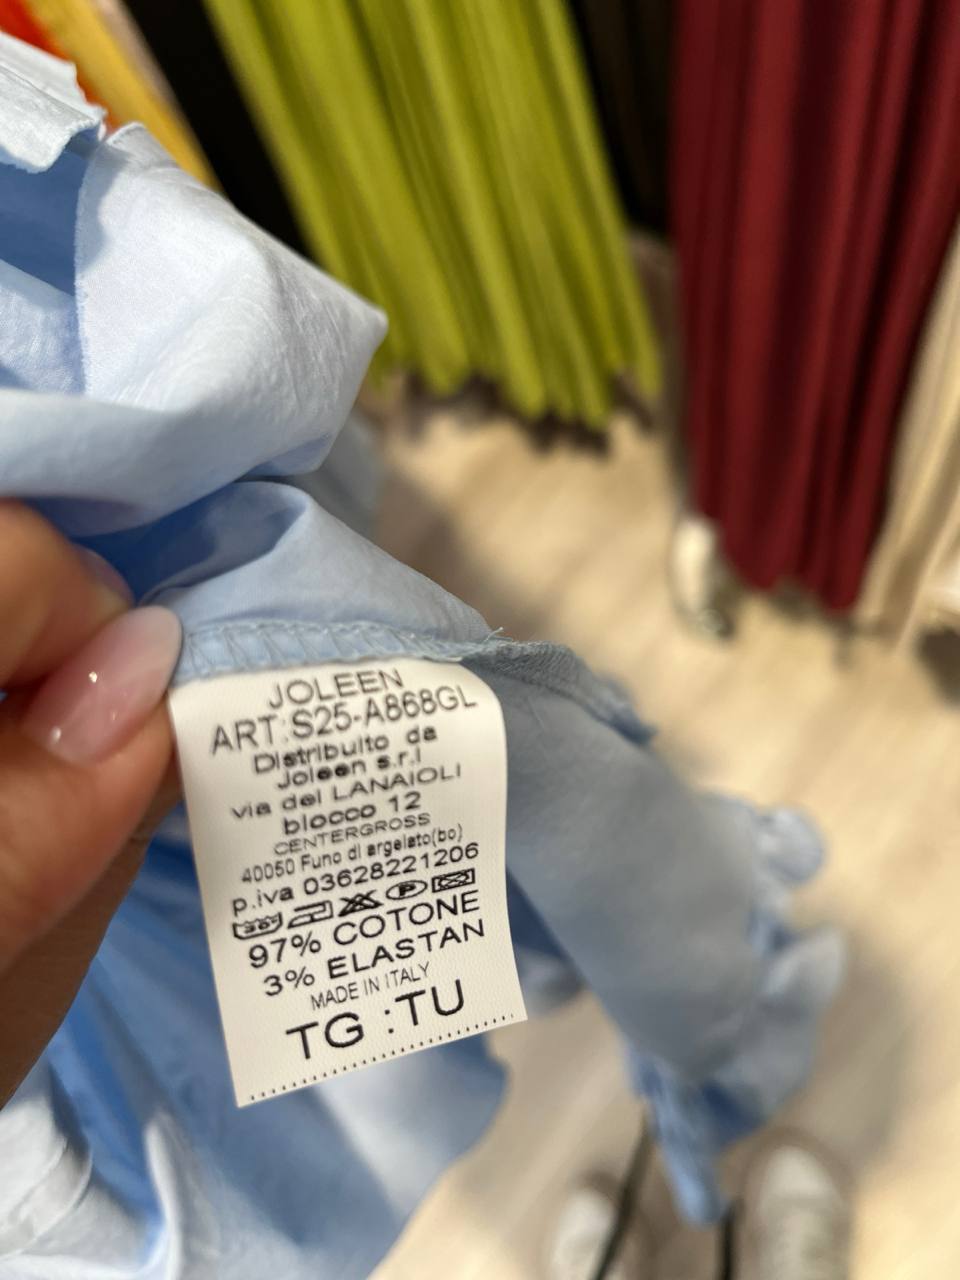 JOLEEN
ART:S25-A868GL
Distribuito da
Joleen s.r.l
via del LANAIOLI
blocco 12
CENTERGROSS
40050 Funo di argelato(bo)
p.iva 03628221206
30° P
97% COTONE
3% ELASTAN
MADE IN ITALY
TG :TU